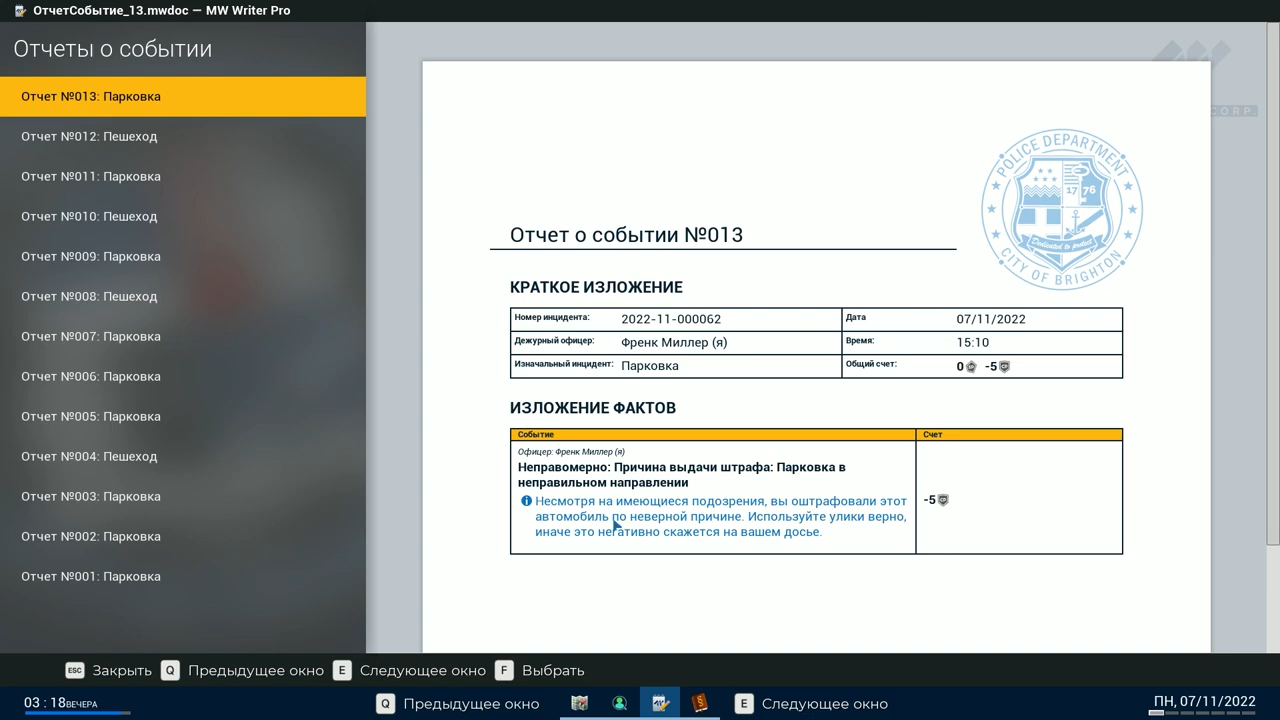 ОтчетСобытие_13.mwdoc — MW Writer Pro
Отчеты о событии
Отчет №013: Парковка
Отчет №012: Пешеход
Отчет №011: Парковка
Отчет №010: Пешеход
Отчет №009: Парковка
Отчет №008: Пешеход
Отчет №007: Парковка
Отчет №006: Парковка
Отчет №005: Парковка
Отчет №004: Пешеход
Отчет №003: Парковка
Отчет №002: Парковка
Отчет №001: Парковка
CORP.
POLICE DEPARTMENT
17 76
Dedicated to protect
CITY OF BRIGHTON
Отчет о событии №013
КРАТКОЕ ИЗЛОЖЕНИЕ
Номер инцидента: 2022-11-000062 Дата 07/11/2022
Дежурный офицер: Френк Миллер (я) Время: 15:10
Изначальный инцидент: Парковка Общий счет: 0 -5
ИЗЛОЖЕНИЕ ФАКТОВ
Событие Счет
Офицер: Френк Миллер (я)
Неправомерно: Причина выдачи штрафа: Парковка в
неправильном направлении
Несмотря на имеющиеся подозрения, вы оштрафовали этот
автомобиль по неверной причине. Используйте улики верно,
иначе это негативно скажется на вашем досье.
-5
ESC Закрыть Q Предыдущее окно E Следующее окно F Выбрать
03 : 18 ВЕЧЕРА Q Предыдущее окно E Следующее окно ПН, 07/11/2022